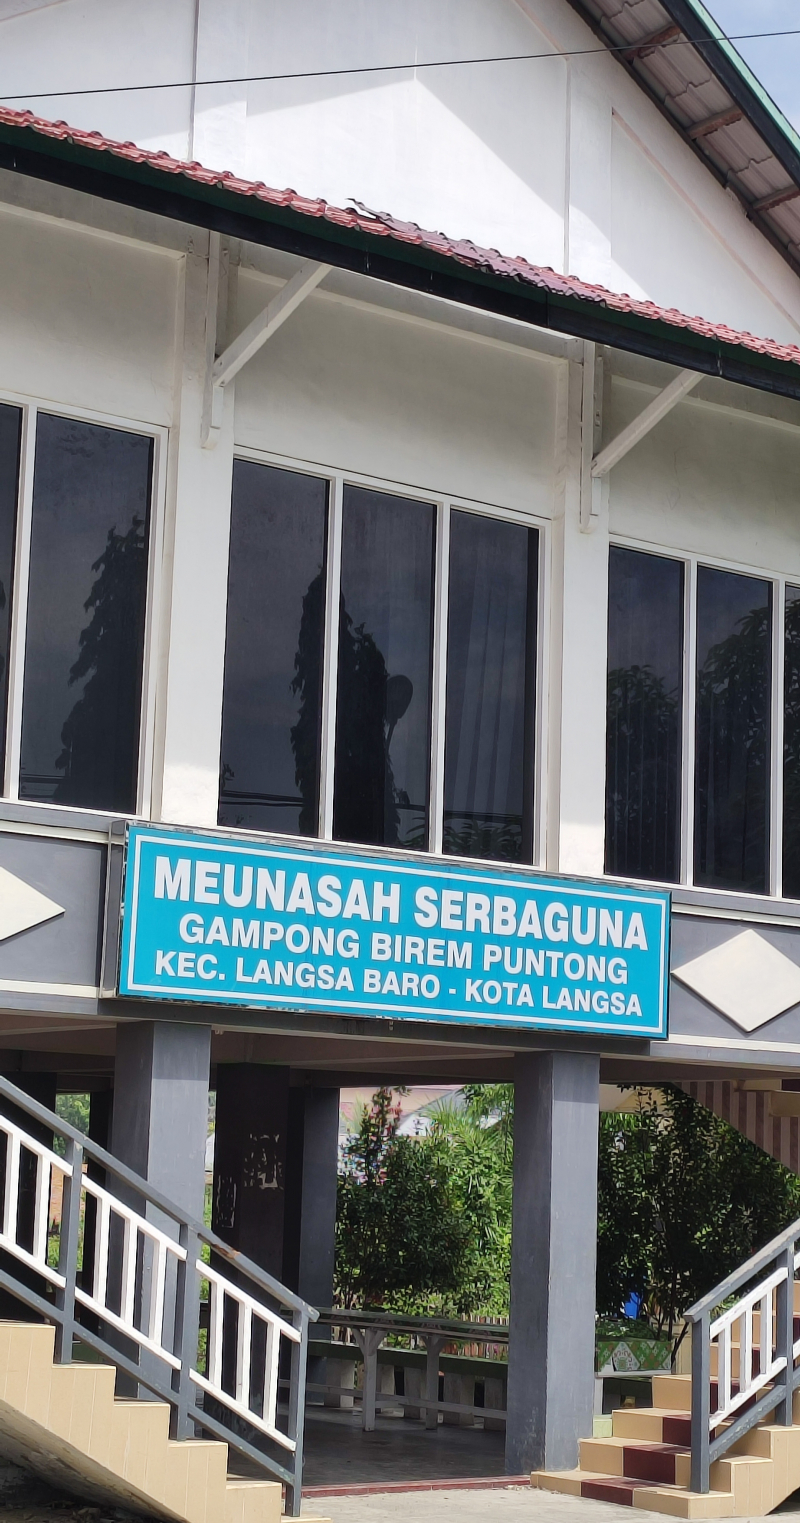 MEUNASAH SERBAGUNA
GAMPONG BIREM PUNTONG
KEC. LANGSA BARO - KOTA LANGSA